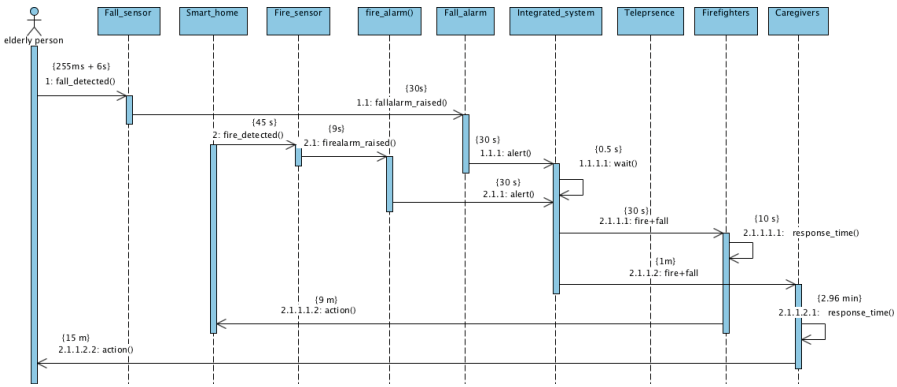 Fall_sensor
Smart_home
Fire_sensor
fire_alarm()
Fall_alarm
Integrated_system
Teleprsence
Firefighters
Caregivers
elderly person
{255ms + 6s}
1: fall_detected()
{30s}
1.1: fallalarm_raised()
{45 s}
2: fire_detected()
{9s}
2.1: firealarm_raised()
{30 s}
1.1.1: alert()
{0.5 s}
1.1.1.1: wait()
{30 s}
2.1.1: alert()
{30 s}
2.1.1.1: fire+fall
{10 s}
2.1.1.1.1: response_time()
{1m}
2.1.1.2: fire+fall
{9 m}
2.1.1.1.2: action()
{2.96 min}
2.1.1.2.1: response_time()
{15 m}
2.1.1.2.2: action()